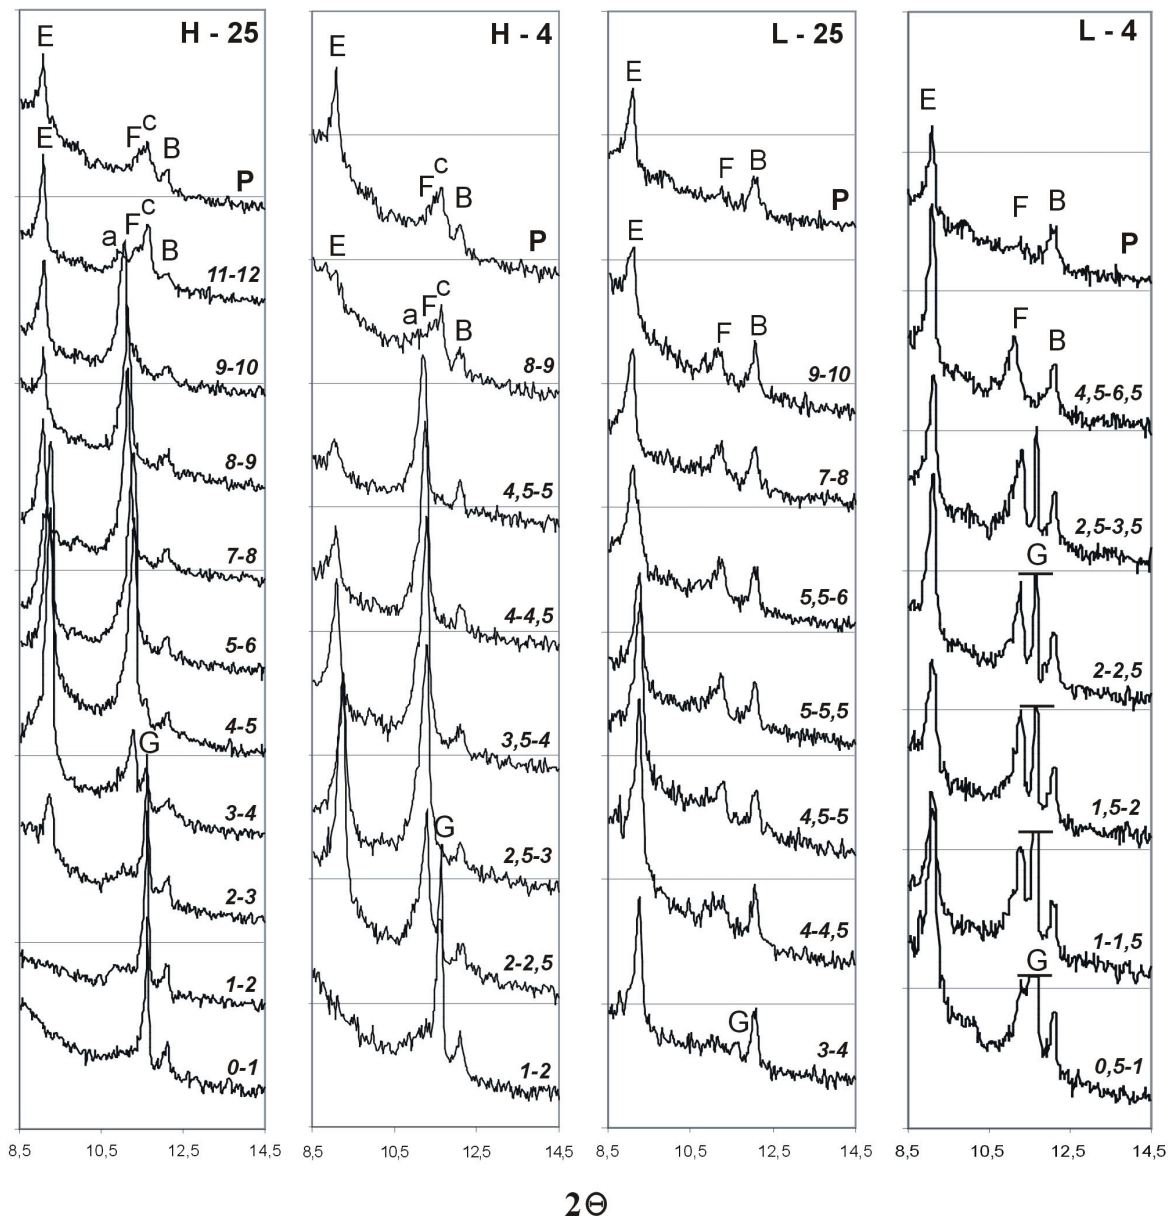 H - 25
E
E
F
c
B
P
a
F
c
B
11-12
9-10
8-9
7-8
5-6
4-5
G
3-4
2-3
1-2
0-1
8,5
10,5
12,5
14,5
H - 4
E
F
c
B
P
E
a
F
c
B
8-9
4,5-5
4-4,5
3,5-4
G
2,5-3
2-2,5
1-2
8,5
10,5
12,5
14,5
L - 25
E
F
B
P
E
F
B
9-10
7-8
5,5-6
5-5,5
4,5-5
4-4,5
G
3-4
8,5
10,5
12,5
14,5
L - 4
E
F
B
P
F
B
4,5-6,5
2,5-3,5
G
2-2,5
1,5-2
1-1,5
G
0,5-1
8,5
10,5
12,5
14,5
2Θ